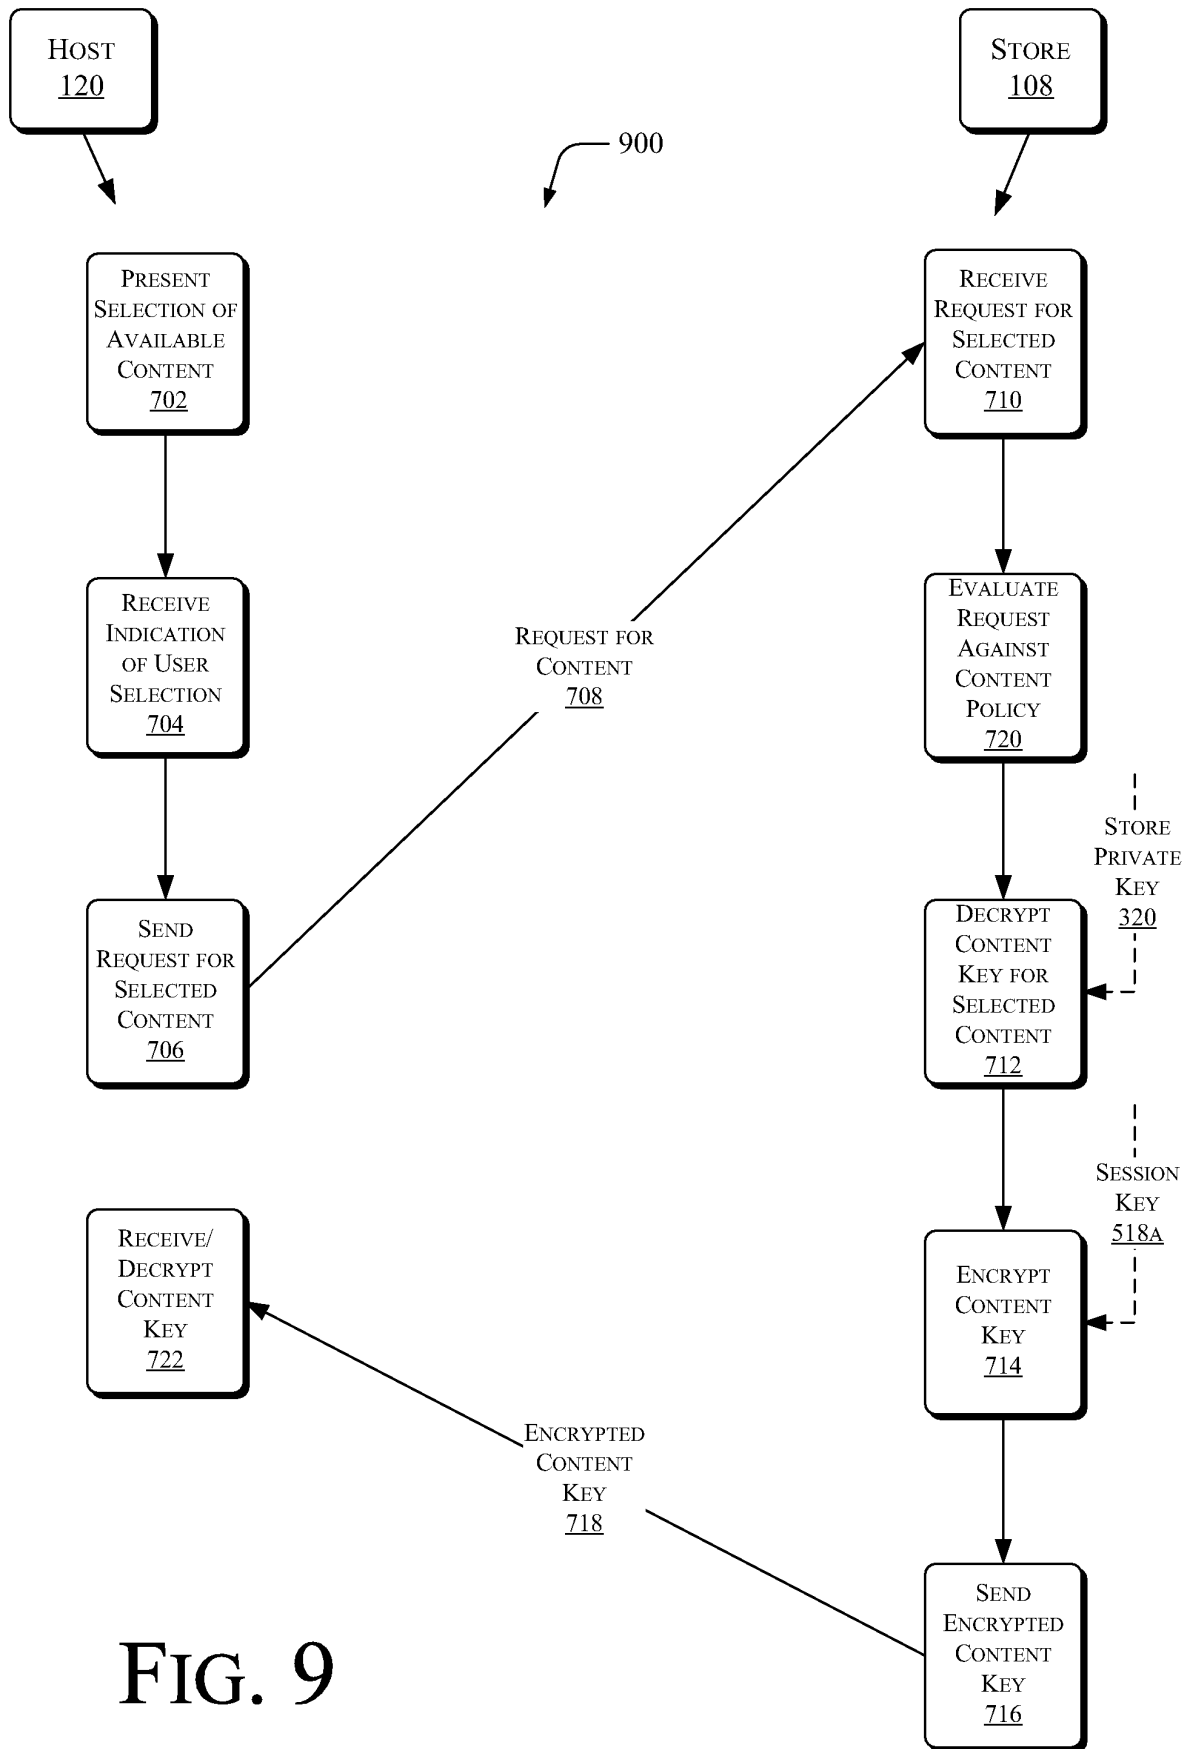 HOST
120
STORE
108
900
PRESENT
SELECTION OF
AVAILABLE
CONTENT
702
RECEIVE
REQUEST FOR
SELECTED
CONTENT
710
RECEIVE
INDICATION
OF USER
SELECTION
704
REQUEST FOR
CONTENT
708
EVALUATE
REQUEST
AGAINST
CONTENT
POLICY
720
STORE
PRIVATE
KEY
320
SEND
REQUEST FOR
SELECTED
CONTENT
706
DECRYPT
CONTENT
KEY FOR
SELECTED
CONTENT
712
SESSION
KEY
518A
RECEIVE/
DECRYPT
CONTENT
KEY
722
ENCRYPT
CONTENT
KEY
714
ENCRYPTED
CONTENT
KEY
718
SEND
ENCRYPTED
CONTENT
KEY
716
FIG. 9